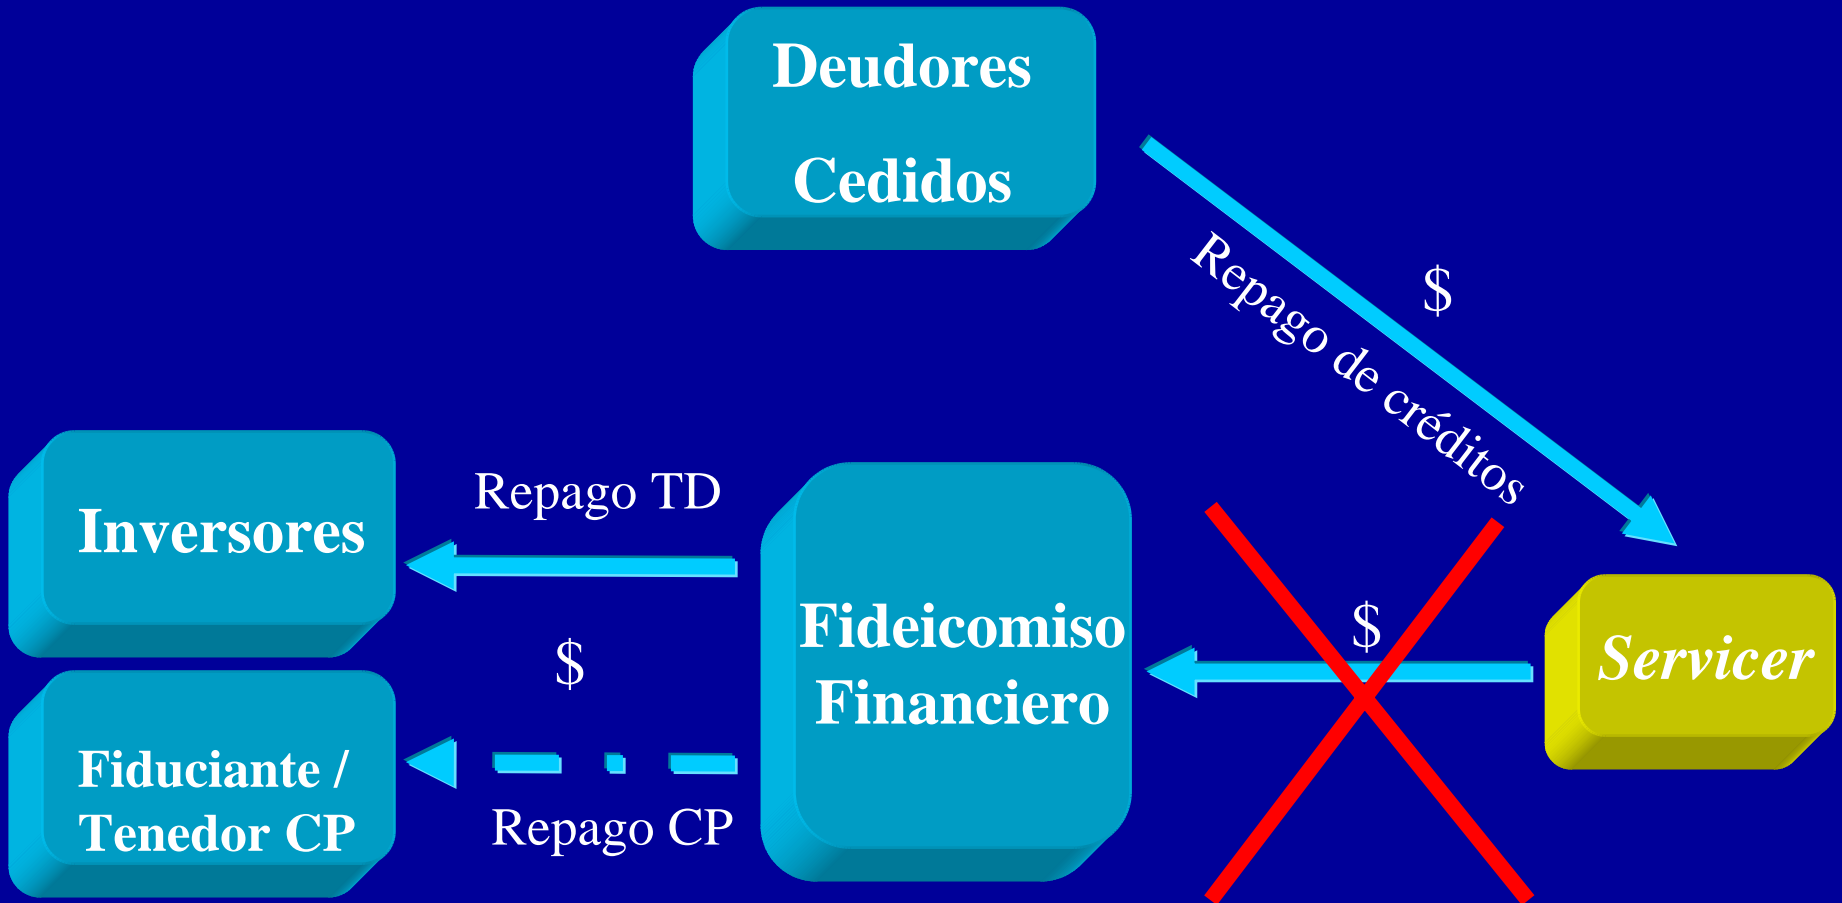 Deudores
Cedidos
$
Repago de créditos
Inversores
Repago TD
$
Fiduciante /
Tenedor CP
Repago CP
Fideicomiso
Financiero
$
Servicer